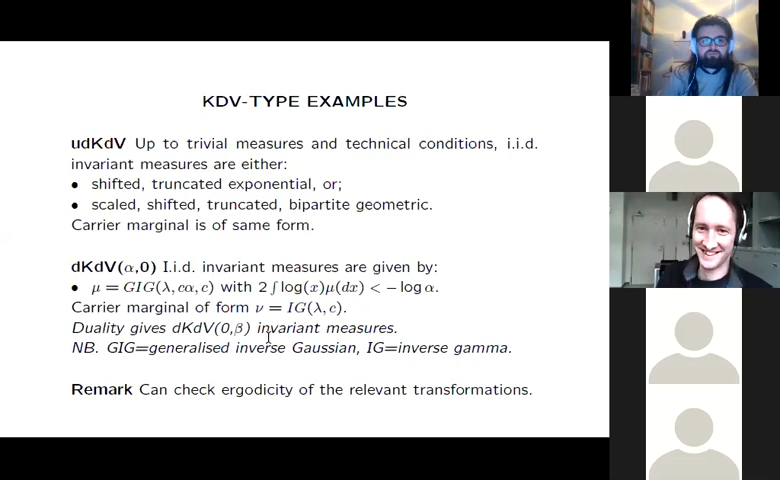 KDV-TYPE EXAMPLES
udKdV Up to trivial measures and technical conditions, i.i.d.
invariant measures are either:
• shifted, truncated exponential, or;
• scaled, shifted, truncated, bipartite geometric.
Carrier marginal is of same form.
dKdV(α,0) I.i.d. invariant measures are given by:
• μ = GIG(λ, cα, c) with 2 ∫ log(x)μ(dx) < − log α.
Carrier marginal of form ν = IG(λ, c).
Duality gives dKdV(0,β) invariant measures.
NB. GIG=generalised inverse Gaussian, IG=inverse gamma.
Remark Can check ergodicity of the relevant transformations.